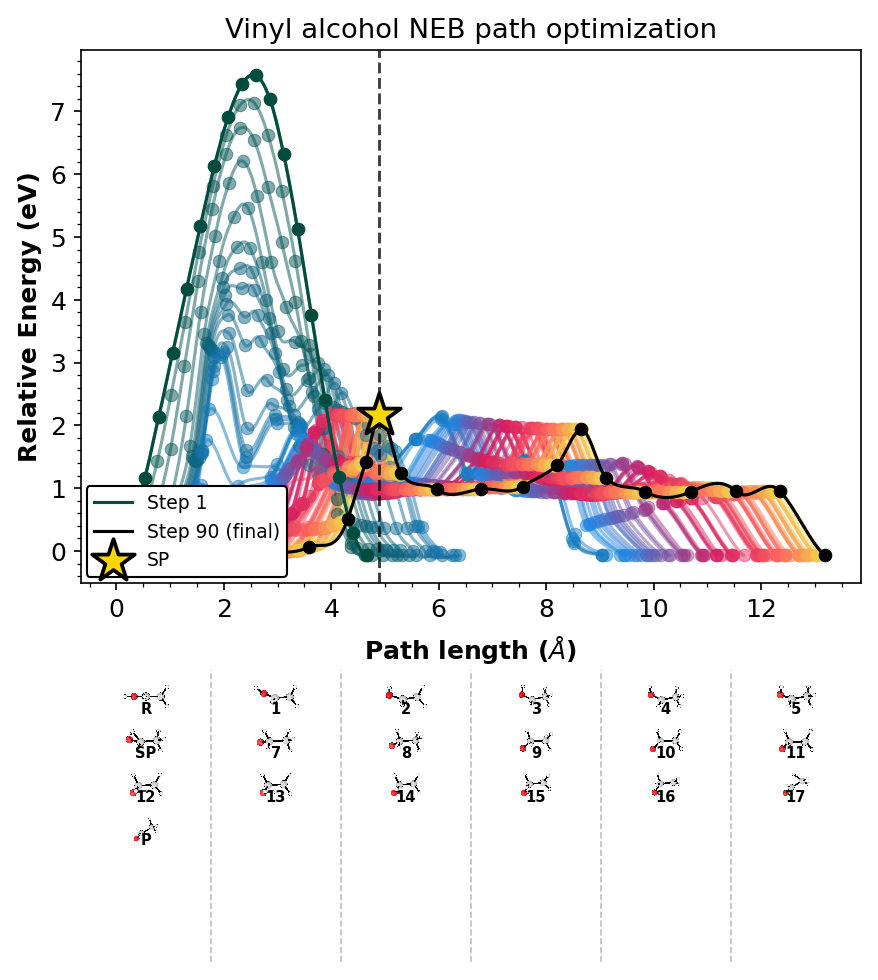 Vinyl alcohol NEB path optimization
Relative Energy (eV)
7
6
5
4
3
2
1
0
Step 1
Step 90 (final)
SP
0 2 4 6 8 10 12
Path length (Å)
R 1 2 3 4 5
SP 7 8 9 10 11
12 13 14 15 16 17
P